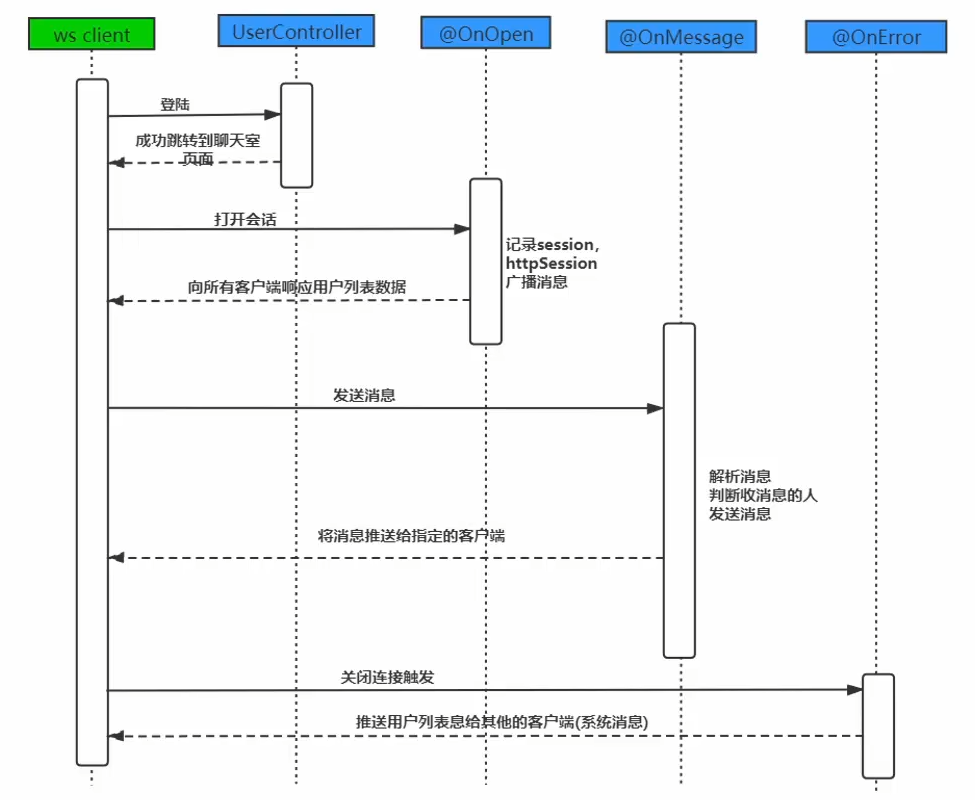 ws client
UserController
@OnOpen
@OnMessage
@OnError
登陆
成功跳转到聊天室
页面
打开会话
记录session,
httpSession
广播消息
向所有客户端响应用户列表数据
发送消息
解析消息
判断收消息的人
发送消息
将消息推送给指定的客户端
关闭连接触发
推送用户列表息给其他的客户端(系统消息)